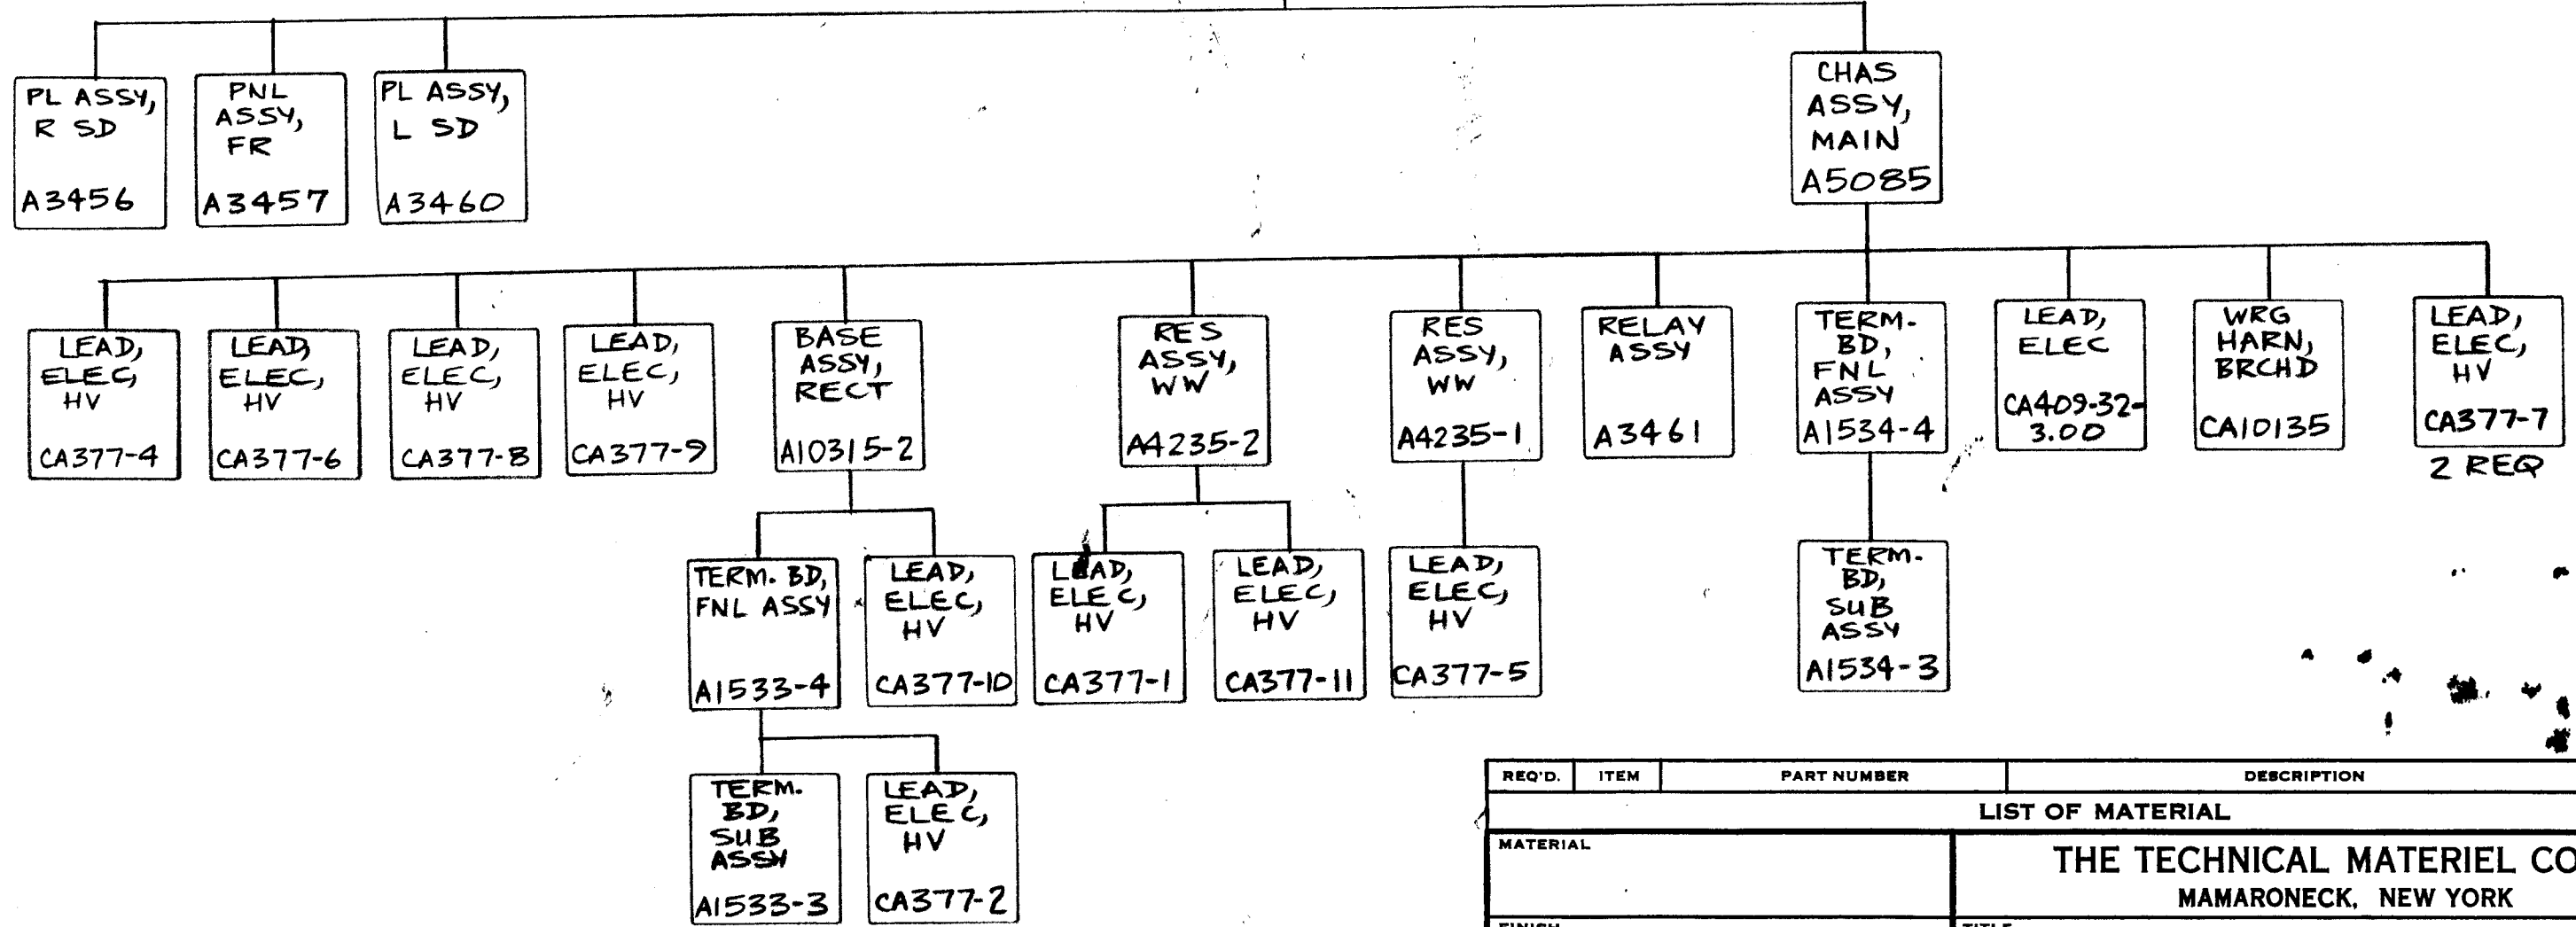 PL ASSY,
R SD
A3456
PNL
ASSY,
FR
A3457
PL ASSY,
L SD
A3460
CHAS
ASSY,
MAIN
A5085
LEAD,
ELEC,
HV
CA377-4
LEAD,
ELEC,
HV
CA377-6
LEAD,
ELEC,
HV
CA377-8
LEAD,
ELEC,
HV
CA377-9
BASE
ASSY,
RECT
A10315-2
RES
ASSY,
WW
A4235-2
RES
ASSY,
WW
A4235-1
RELAY
ASSY
A3461
TERM.
BD,
FNL
ASSY
A1534-4
LEAD,
ELEC
CA409-32-
3.00
WRG
HARN,
BRCHD
CA10135
LEAD,
ELEC,
HV
CA377-7
2 REQ
TERM. BD,
FNL ASSY
A1533-4
LEAD,
ELEC,
HV
CA377-10
LEAD,
ELEC,
HV
CA377-1
LEAD,
ELEC,
HV
CA377-11
LEAD,
ELEC,
HV
CA377-5
TERM.
BD,
SUB
ASSY
A1534-3
TERM.
BD,
SUB
ASSY
A1533-3
LEAD,
ELEC,
HV
CA377-2
REQ'D. ITEM PART NUMBER DESCRIPTION
LIST OF MATERIAL
MATERIAL
THE TECHNICAL MATERIEL CO
MAMARONECK, NEW YORK
FINISH
TITLE